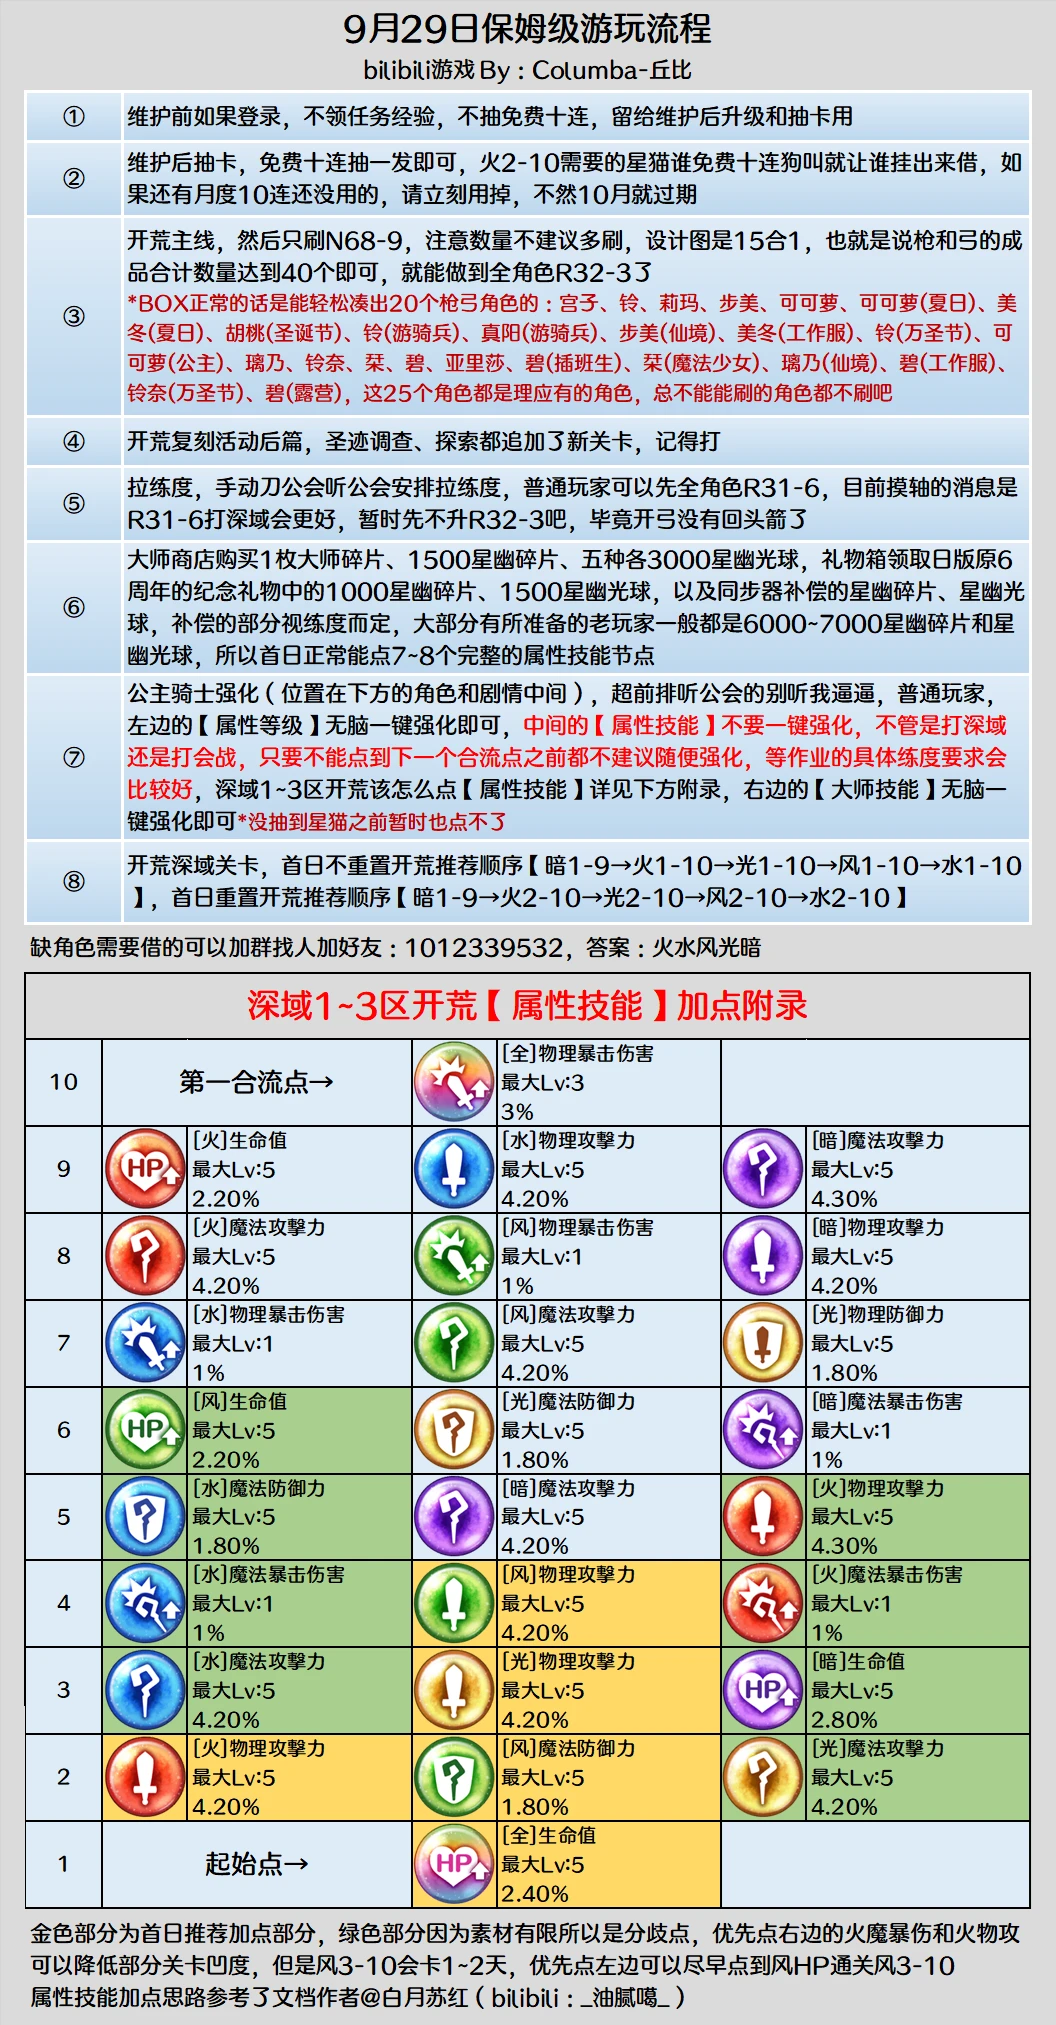 9月29日保姆级游玩流程
bilibili游戏 By：Columba-丘比
① 维护前如果登录，不领任务经验，不抽免费十连，留给维护后升级和抽卡用
② 维护后抽卡，免费十连抽一发即可，火2-10需要的星猫谁免费十连狗叫就让谁挂出来借，如
果还有月度10连还没用的，请立刻用掉，不然10月就过期
③ 开荒主线，然后只刷N68-9，注意数量不建议多刷，设计图是15合1，也就是说枪和弓的成
品合计数量达到40个即可，就能做到全角色R32-3了
*BOX正常的话是能轻松凑出20个枪弓角色的：宫子、铃、莉玛、步美、可可萝、可可萝(夏日)、美
冬(夏日)、胡桃(圣诞节)、铃(游骑兵)、真阳(游骑兵)、步美(仙境)、美冬(工作服)、铃(万圣节)、可
可萝(公主)、璃乃、铃奈、栞、碧、亚里莎、碧(插班生)、栞(魔法少女)、璃乃(仙境)、碧(工作服)、
铃奈(万圣节)、碧(露营)，这25个角色都是理应有的角色，总不能能刷的角色都不刷吧
④ 开荒复刻活动后篇，圣迹调查、探索都追加了新关卡，记得打
⑤ 拉练度，手动刀公会听公会安排拉练度，普通玩家可以先全角色R31-6，目前摸轴的消息是
R31-6打深域会更好，暂时先不升R32-3吧，毕竟开弓没有回头箭了
⑥ 大师商店购买1枚大师碎片、1500星幽碎片、五种各3000星幽光球，礼物箱领取日版原6
周年的纪念礼物中的1000星幽碎片、1500星幽光球，以及同步器补偿的星幽碎片、星幽光
球，补偿的部分视练度而定，大部分有所准备的老玩家一般都是6000~7000星幽碎片和星
幽光球，所以首日正常能点7~8个完整的属性技能节点
⑦ 公主骑士强化（位置在下方的角色和剧情中间），超前排听公会的别听我逼逼，普通玩家，
左边的【属性等级】无脑一键强化即可，中间的【属性技能】不要一键强化，不管是打深域
还是打会战，只要不能点到下一个合流点之前都不建议随便强化，等作业的具体练度要求会
比较好，深域1~3区开荒该怎么点【属性技能】详见下方附录，右边的【大师技能】无脑一
键强化即可*没抽到星猫之前暂时也点不了
⑧ 开荒深域关卡，首日不重置开荒推荐顺序【暗1-9→火1-10→光1-10→风1-10→水1-10
】，首日重置开荒推荐顺序【暗1-9→火2-10→光2-10→风2-10→水2-10】
缺角色需要借的可以加群找人加好友：1012339532，答案：火水风光暗
深域1~3区开荒【属性技能】加点附录
10 第一合流点→ [全]物理暴击伤害
最大Lv:3
3%
9 HP [火]生命值 [水]物理攻擊力 [暗]魔法攻擊力
最大Lv:5 最大Lv:5 最大Lv:5
2.20% 4.20% 4.30%
8 [火]魔法攻擊力 [风]物理暴击伤害 [暗]物理攻擊力
最大Lv:5 最大Lv:1 最大Lv:5
4.20% 1% 4.20%
7 [水]物理暴击伤害 [风]魔法攻擊力 [光]物理防御力
最大Lv:1 最大Lv:5 最大Lv:5
1% 4.20% 1.80%
6 HP [风]生命值 [光]魔法防御力 [暗]魔法暴击伤害
最大Lv:5 最大Lv:5 最大Lv:1
2.20% 1.80% 1%
5 [水]魔法防御力 [暗]魔法攻擊力 [火]物理攻擊力
最大Lv:5 最大Lv:5 最大Lv:5
1.80% 4.20% 4.30%
4 [水]魔法暴击伤害 [风]物理攻擊力 [火]魔法暴击伤害
最大Lv:1 最大Lv:5 最大Lv:1
1% 4.20% 1%
3 [水]魔法攻擊力 [光]物理攻擊力 HP [暗]生命值
最大Lv:5 最大Lv:5 最大Lv:5
4.20% 4.20% 2.80%
2 [火]物理攻擊力 [风]魔法防御力 [光]魔法攻擊力
最大Lv:5 最大Lv:5 最大Lv:5
4.20% 1.80% 4.20%
1 起始点→ HP [全]生命值
最大Lv:5
2.40%
金色部分为首日推荐加点部分，绿色部分因为素材有限所以是分歧点，优先点右边的火魔暴伤和火物攻
可以降低部分关卡凹度，但是风3-10会卡1~2天，优先点左边可以尽早点到风HP通关风3-10
属性技能加点思路参考了文档作者@白月苏红（bilibili：_油腻噶_）